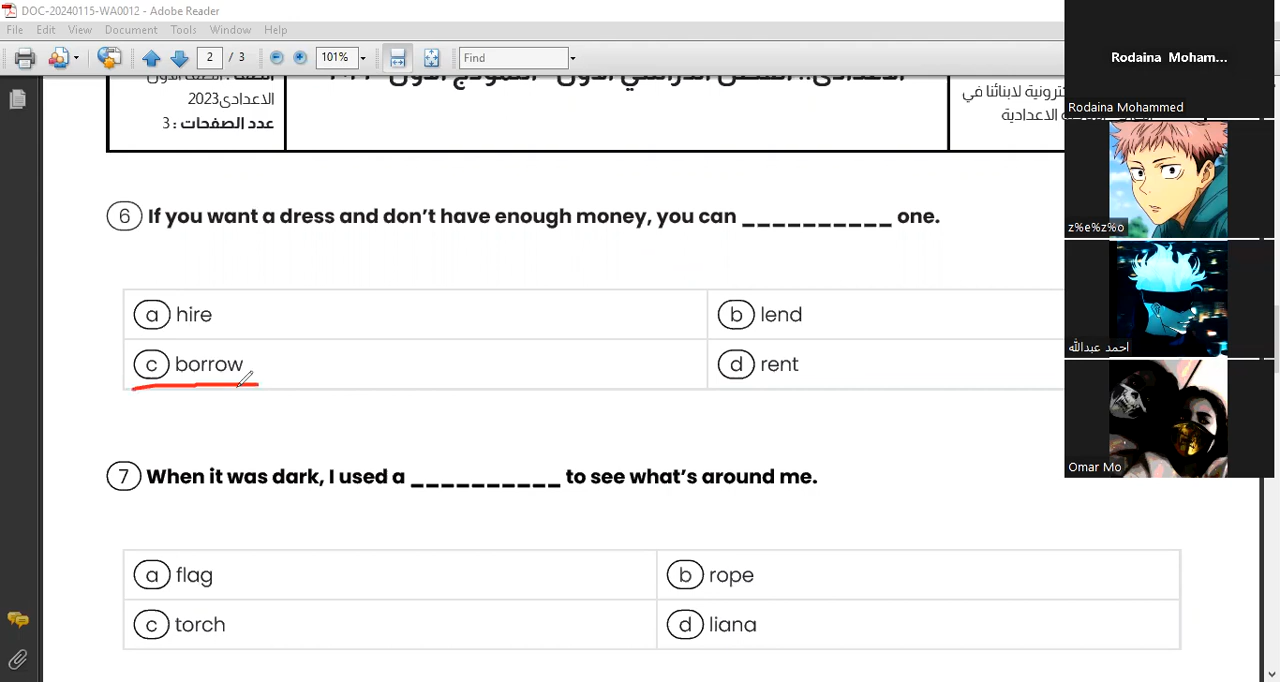 DOC-20240115-WA0012 - Adobe Reader
File Edit View Document Tools Window Help
2 / 3 101% Find
الاعدادى2023
عدد الصفحات : 3
الاعدادية
6 If you want a dress and don't have enough money, you can __________ one.
a hire
b lend
c borrow
d rent
7 When it was dark, I used a __________ to see what's around me.
a flag
b rope
c torch
d liana
Rodaina Moham...
Rodaina Mohammed
z%e%z%o
احمد عبدالله
Omar Mo